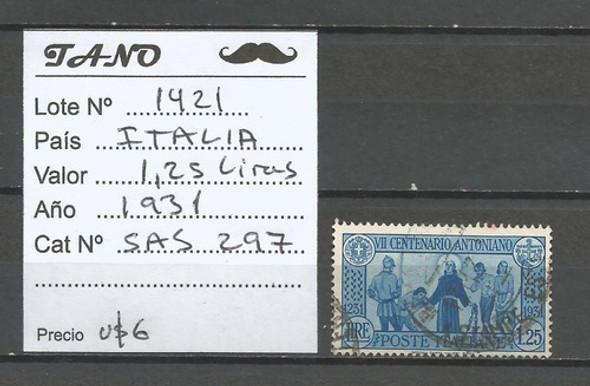 TANO
Lote Nº 1421
País ITALIA
Valor 1,25 Liras
Año 1931
Cat Nº SAS 297
Precio u$6
VII CENTENARIO ANTONIANO
1231 1931
LIRE 1.25
POSTE ITALIANE